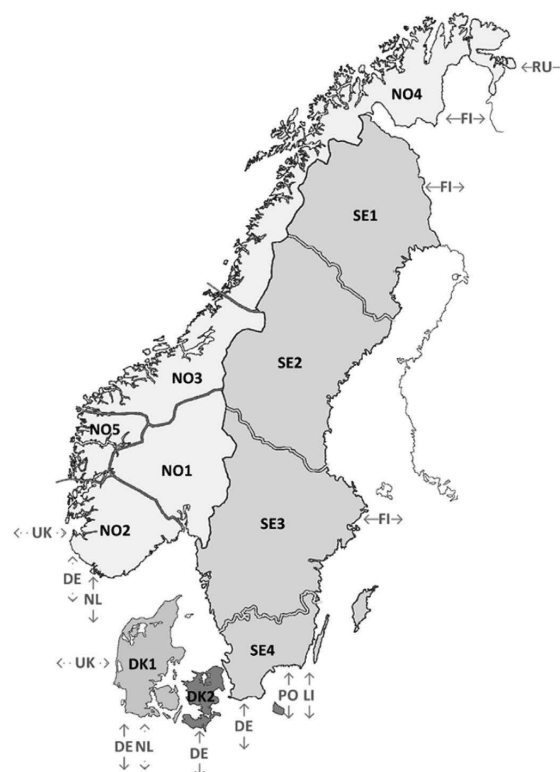 RU
NO4
FI
FI
SE1
SE2
NO3
NO5
NO1
NO2
SE3
FI
UK
DE
NL
SE4
UK
DK1
DK2
PO
LI
DE
DE
NL
DE